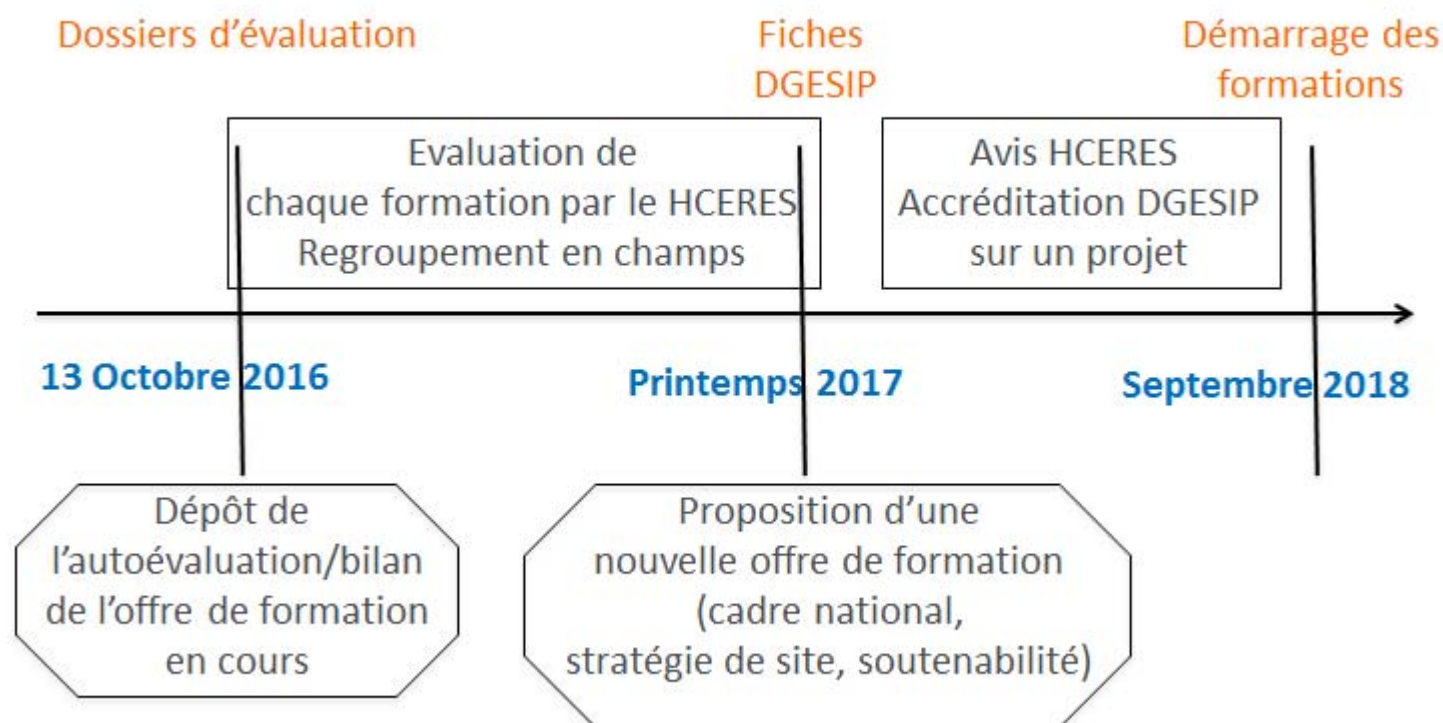 Dossiers d'évaluation
Fiches
DGESIP
Démarrage des
formations
Evaluation de
chaque formation par le HCERES
Regroupement en champs
Avis HCERES
Accréditation DGESIP
sur un projet
13 Octobre 2016
Printemps 2017
Septembre 2018
Dépôt de
l'autoévaluation/bilan
de l'offre de formation
en cours
Proposition d'une
nouvelle offre de formation
(cadre national,
stratégie de site, soutenabilité)